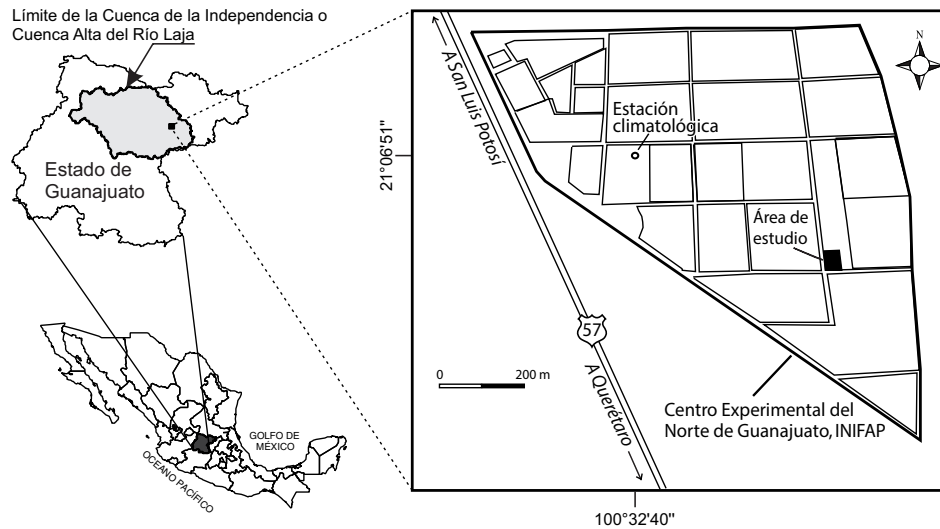 Límite de la Cuenca de la Independencia o
Cuenca Alta del Río Laja
Estado de
Guanajuato
GOLFO DE
MÉXICO
OCEANO PACÍFICO
21°06'51"
A San Luis Potosí
N
Estación
climatológica
Área de
estudio
57
0
200 m
A Querétaro
Centro Experimental del
Norte de Guanajuato, INIFAP
100°32'40"